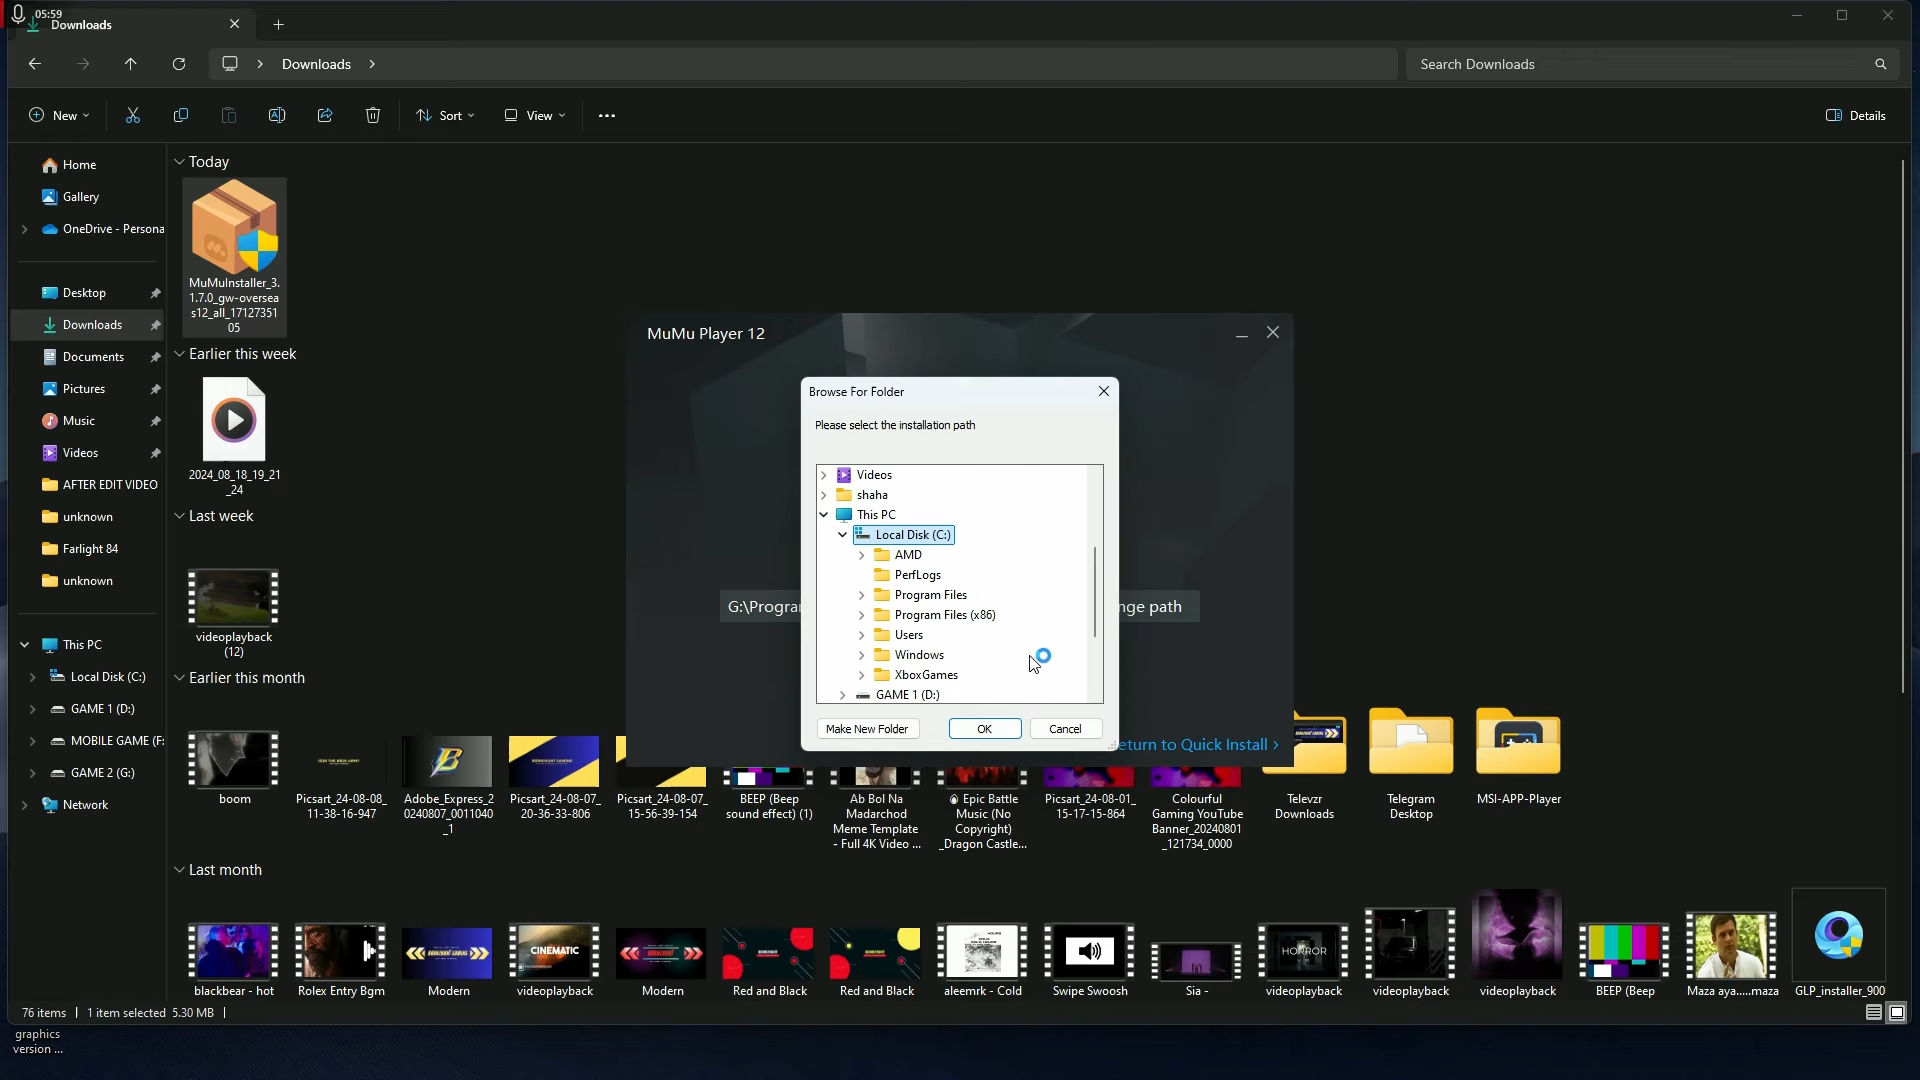 05:59
Downloads
Downloads
Search Downloads
New
Sort
View
Details
Home
Gallery
OneDrive - Persona
Desktop
Downloads
Documents
Pictures
Music
Videos
AFTER EDIT VIDEO
unknown
Farlight 84
unknown
This PC
Local Disk (C:)
GAME 1 (D:)
MOBILE GAME (F:
GAME 2 (G:)
Network
Today
MuMuInstaller_3.
1.7.0_gw-oversea
s12_all_17127351
05
Earlier this week
2024_08_18_19_21
_24
Last week
videoplayback
(12)
Earlier this month
boom
Picsart_24-08-08_
11-38-16-947
Adobe_Express_2
0240807_0011040
_1
Picsart_24-08-07_
20-36-33-806
Picsart_24-08-07_
15-56-39-154
BEEP (Beep
sound effect) (1)
Ab Bol Na
Madarchod
Meme Template
- Full 4K Video ...
Epic Battle
Music (No
Copyright)
_Dragon Castle...
Picsart_24-08-01_
15-17-15-864
Colourful
Gaming YouTube
Banner_20240801
_121734_0000
Televzr
Downloads
Telegram
Desktop
MSI-APP-Player
Last month
CINEMATIC
HORROR
blackbear - hot
Rolex Entry Bgm
Modern
videoplayback
Modern
Red and Black
Red and Black
aleemrk - Cold
Swipe Swoosh
Sia -
videoplayback
videoplayback
videoplayback
BEEP (Beep
Maza aya.....maza
GLP_installer_900
MuMu Player 12
G:\Program
nge path
eturn to Quick Install >
Browse For Folder
Please select the installation path
Videos
shaha
This PC
Local Disk (C:)
AMD
PerfLogs
Program Files
Program Files (x86)
Users
Windows
XboxGames
GAME 1 (D:)
Make New Folder
OK
Cancel
76 items
1 item selected 5.30 MB
graphics
version ...